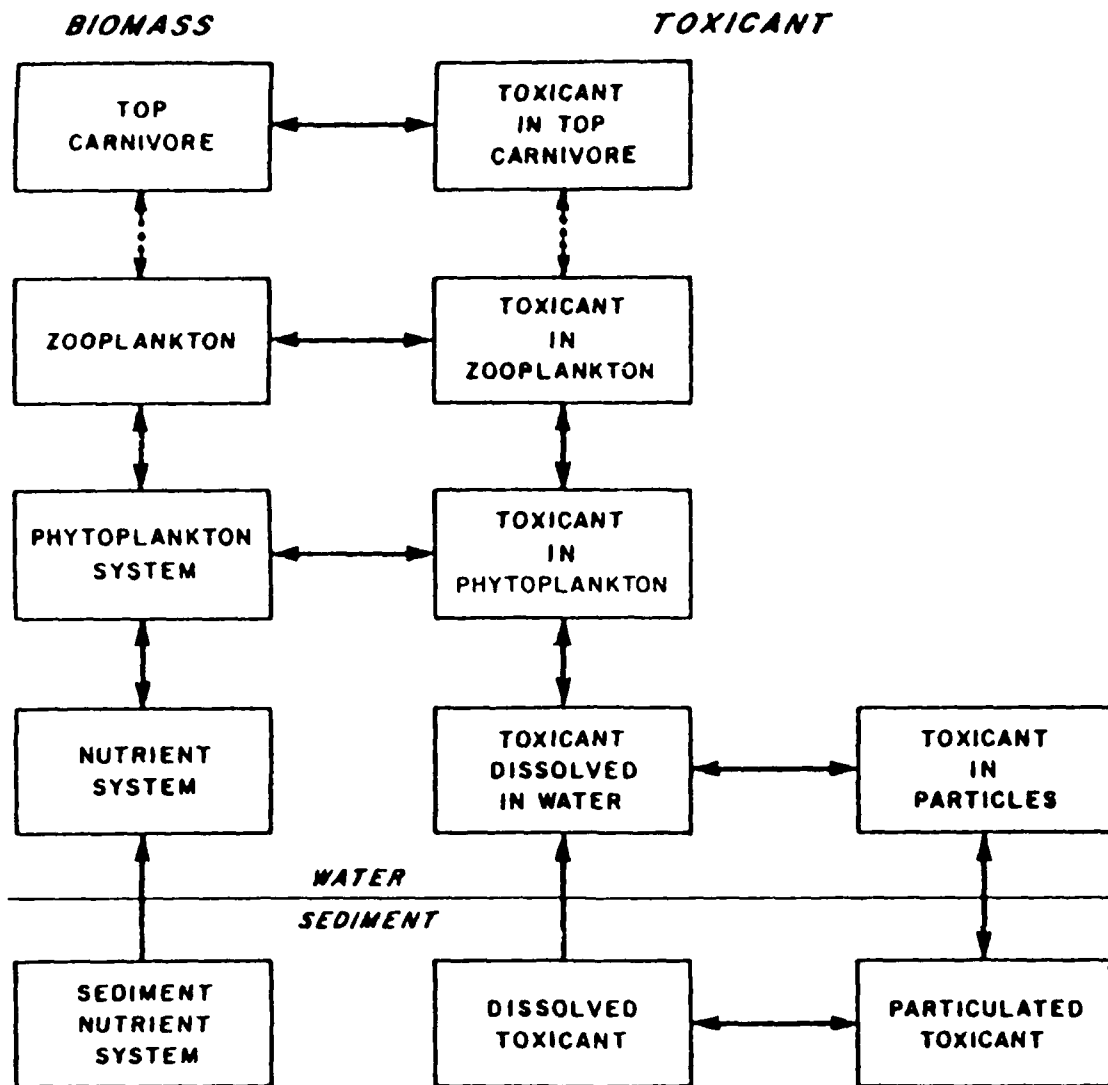 BIOMASS
TOXICANT
TOP
CARNIVORE
TOXICANT
IN TOP
CARNIVORE
ZOOPLANKTON
TOXICANT
IN
ZOOPLANKTON
PHYTOPLANKTON
SYSTEM
TOXICANT
IN
PHYTOPLANKTON
NUTRIENT
SYSTEM
TOXICANT
DISSOLVED
IN WATER
TOXICANT
IN
PARTICLES
WATER
SEDIMENT
SEDIMENT
NUTRIENT
SYSTEM
DISSOLVED
TOXICANT
PARTICULATED
TOXICANT